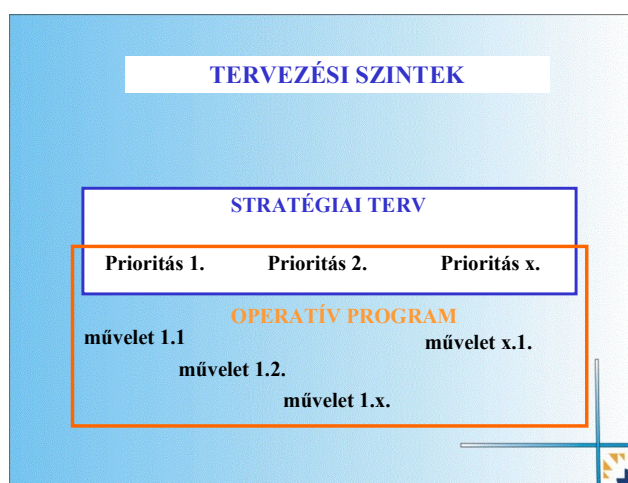 TERVEZÉSI SZINTEK
STRATÉGIAI TERV
Prioritás 1. Prioritás 2. Prioritás x.
OPERATÍV PROGRAM
művelet 1.1 művelet x.1.
művelet 1.2.
művelet 1.x.